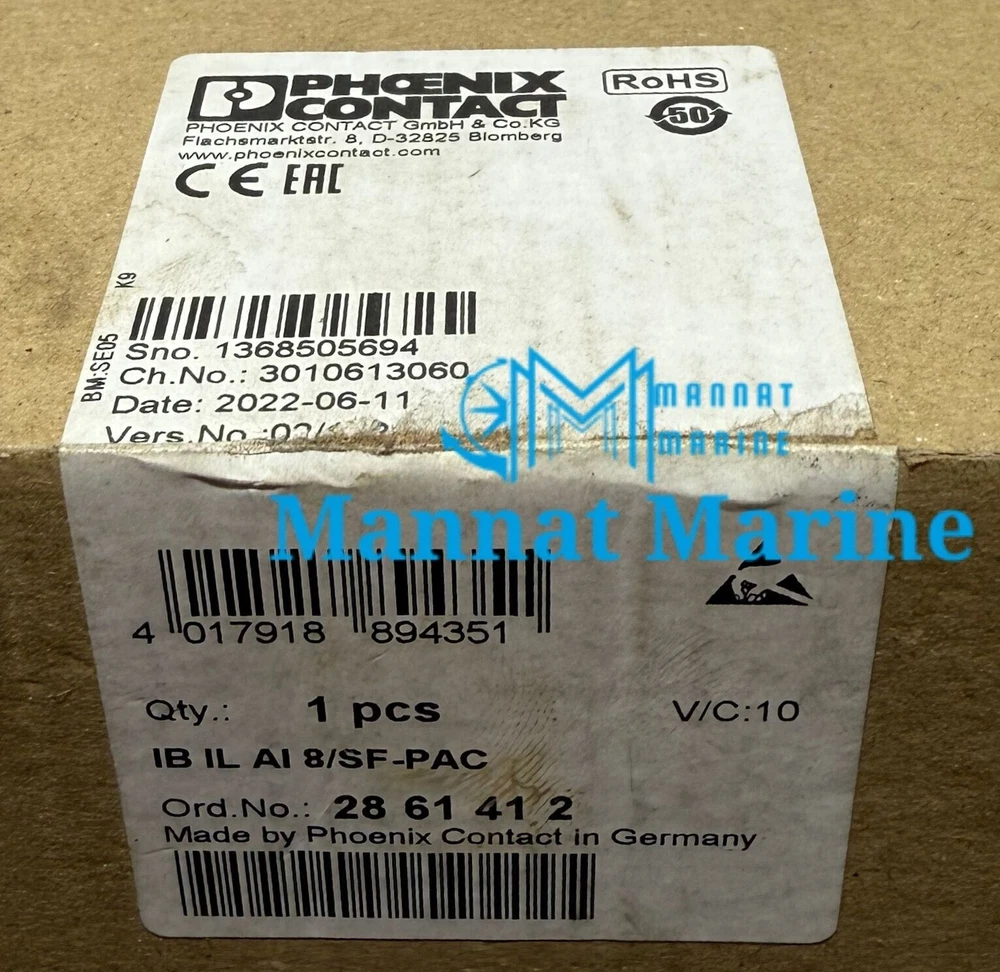 PHŒNIX CONTACT
RoHS
50
PHOENIX CONTACT GmbH & Co.KG
Flachsmarktstr. 8, D-32825 Blomberg
www.phoenixcontact.com
CE EAC
K9
BM:SE05
Sno. 1368505694
Ch.No.: 3010613060
Date: 2022-06-11
Vers.No.:
MANNAT
MARINE
Mannat Marine
4 017918 894351
Qty.: 1 pcs V/C:10
IB IL AI 8/SF-PAC
Ord.No.: 28 61 41 2
Made by Phoenix Contact in Germany